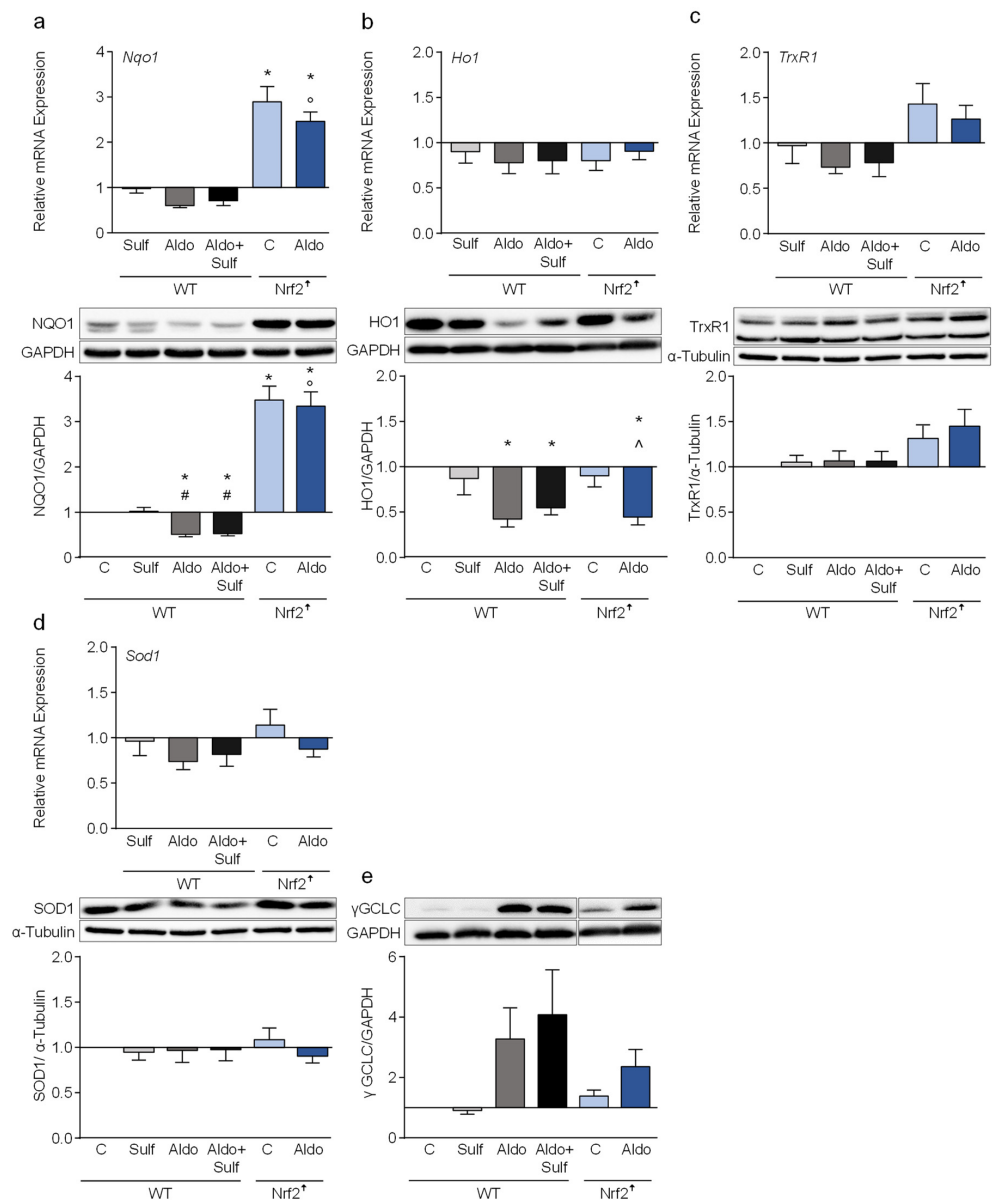 a
Relative mRNA Expression
Nqo1
4
3
2
1
0
*
*
°
Sulf Aldo Aldo+ C Aldo
Sulf
WT Nrf2↑
NQO1
GAPDH
NQO1/GAPDH
4
3
2
1
0
* *
# #
* *
°
C Sulf Aldo Aldo+ C Aldo
Sulf
WT Nrf2↑
b
Relative mRNA Expression
Ho1
2.0
1.5
1.0
0.5
0.0
Sulf Aldo Aldo+ C Aldo
Sulf
WT Nrf2↑
HO1
GAPDH
HO1/GAPDH
2.0
1.5
1.0
0.5
0.0
* * *
^
C Sulf Aldo Aldo+ C Aldo
Sulf
WT Nrf2↑
c
Relative mRNA Expression
TrxR1
2.0
1.5
1.0
0.5
0.0
Sulf Aldo Aldo+ C Aldo
Sulf
WT Nrf2↑
TrxR1
α-Tubulin
TrxR1/α-Tubulin
2.0
1.5
1.0
0.5
0.0
C Sulf Aldo Aldo+ C Aldo
Sulf
WT Nrf2↑
d
Relative mRNA Expression
Sod1
2.0
1.5
1.0
0.5
0.0
Sulf Aldo Aldo+ C Aldo
Sulf
WT Nrf2↑
SOD1
α-Tubulin
SOD1/ α-Tubulin
2.0
1.5
1.0
0.5
0.0
C Sulf Aldo Aldo+ C Aldo
Sulf
WT Nrf2↑
e
γGCLC
GAPDH
γ GCLC/GAPDH
6
4
2
0
C Sulf Aldo Aldo+ C Aldo
Sulf
WT Nrf2↑